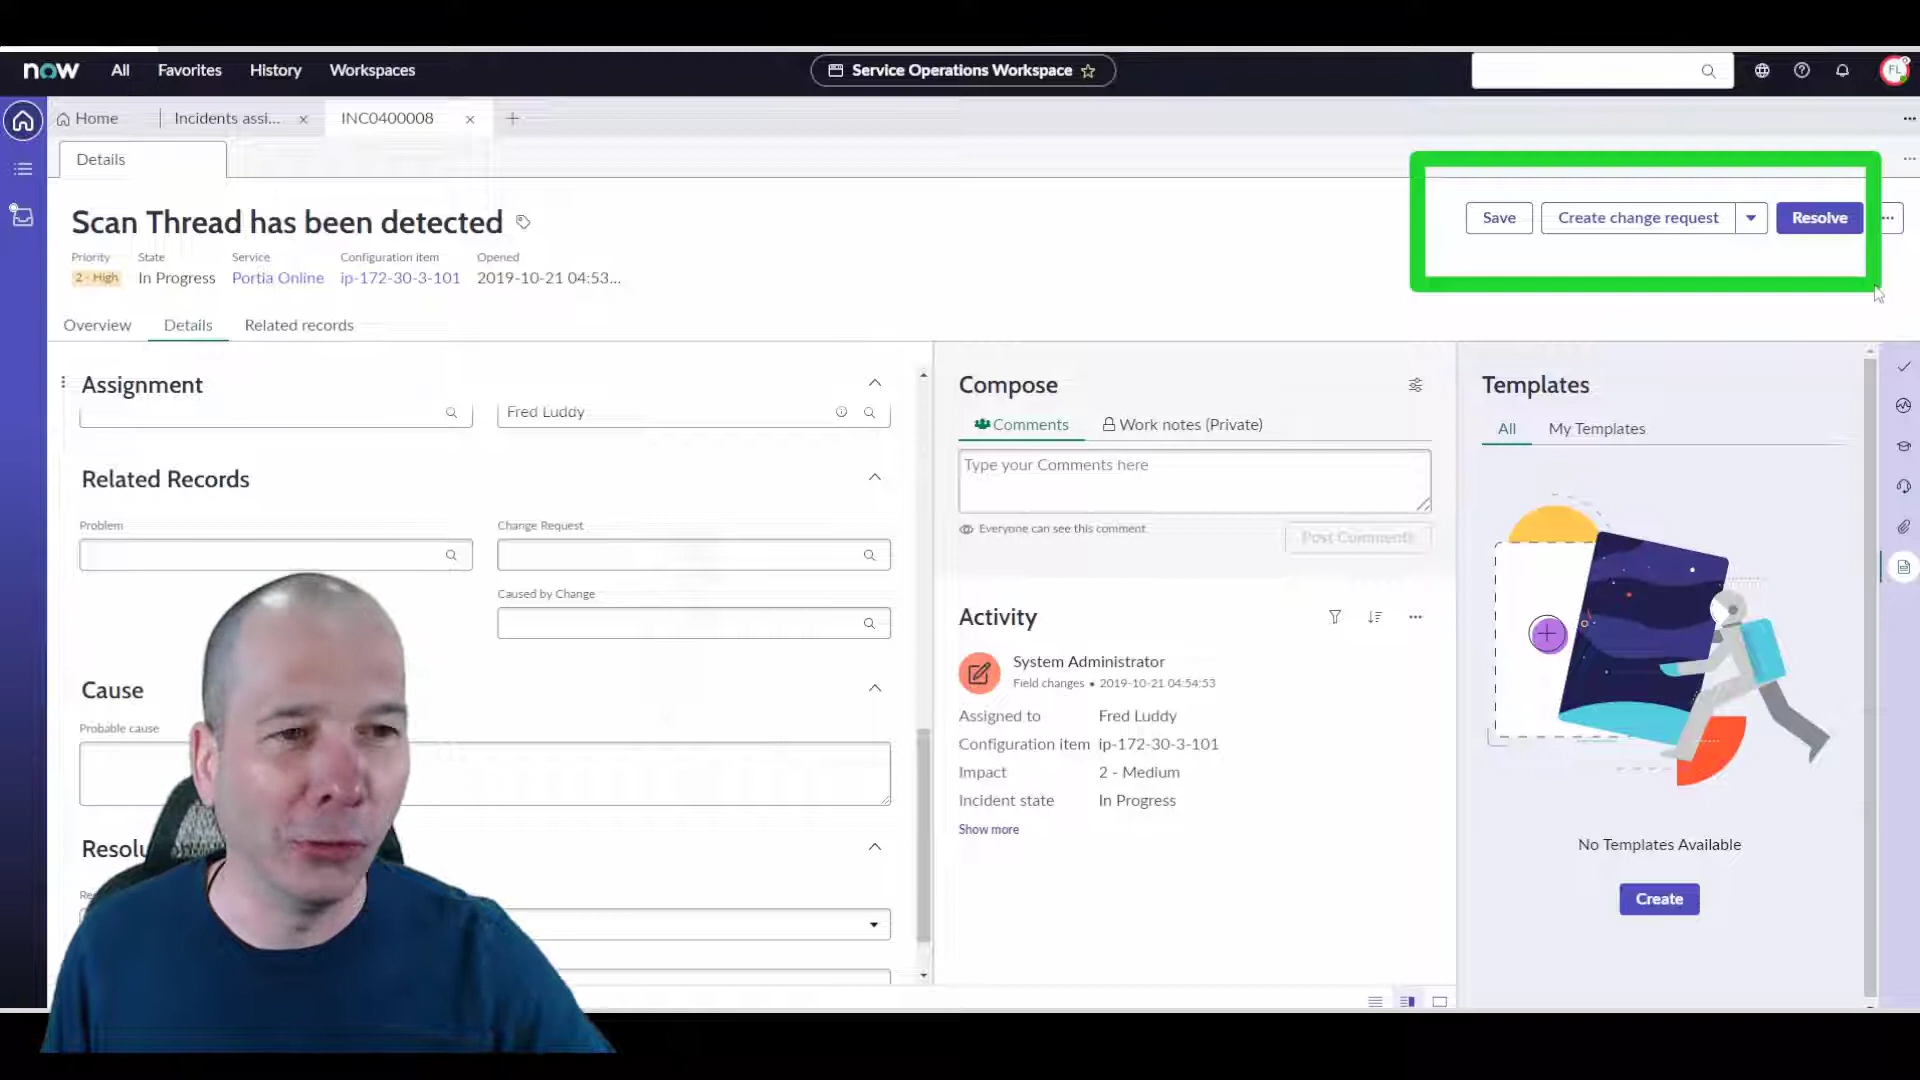 now All Favorites History Workspaces Service Operations Workspace FL
Home Incidents assi... INC0400008
Details
Scan Thread has been detected
Save Create change request Resolve
Priority State Service Configuration item Opened
2 - High In Progress Portia Online ip-172-30-3-101 2019-10-21 04:53...
Overview Details Related records
Assignment
Fred Luddy
Related Records
Problem Change Request
Caused by Change
Cause
Probable cause
Compose
Comments Work notes (Private)
Type your Comments here
Everyone can see this comment
Post Comments
Activity
System Administrator
Field changes • 2019-10-21 04:54:53
Assigned to Fred Luddy
Configuration item ip-172-30-3-101
Impact 2 - Medium
Incident state In Progress
Show more
Templates
All My Templates
No Templates Available
Create